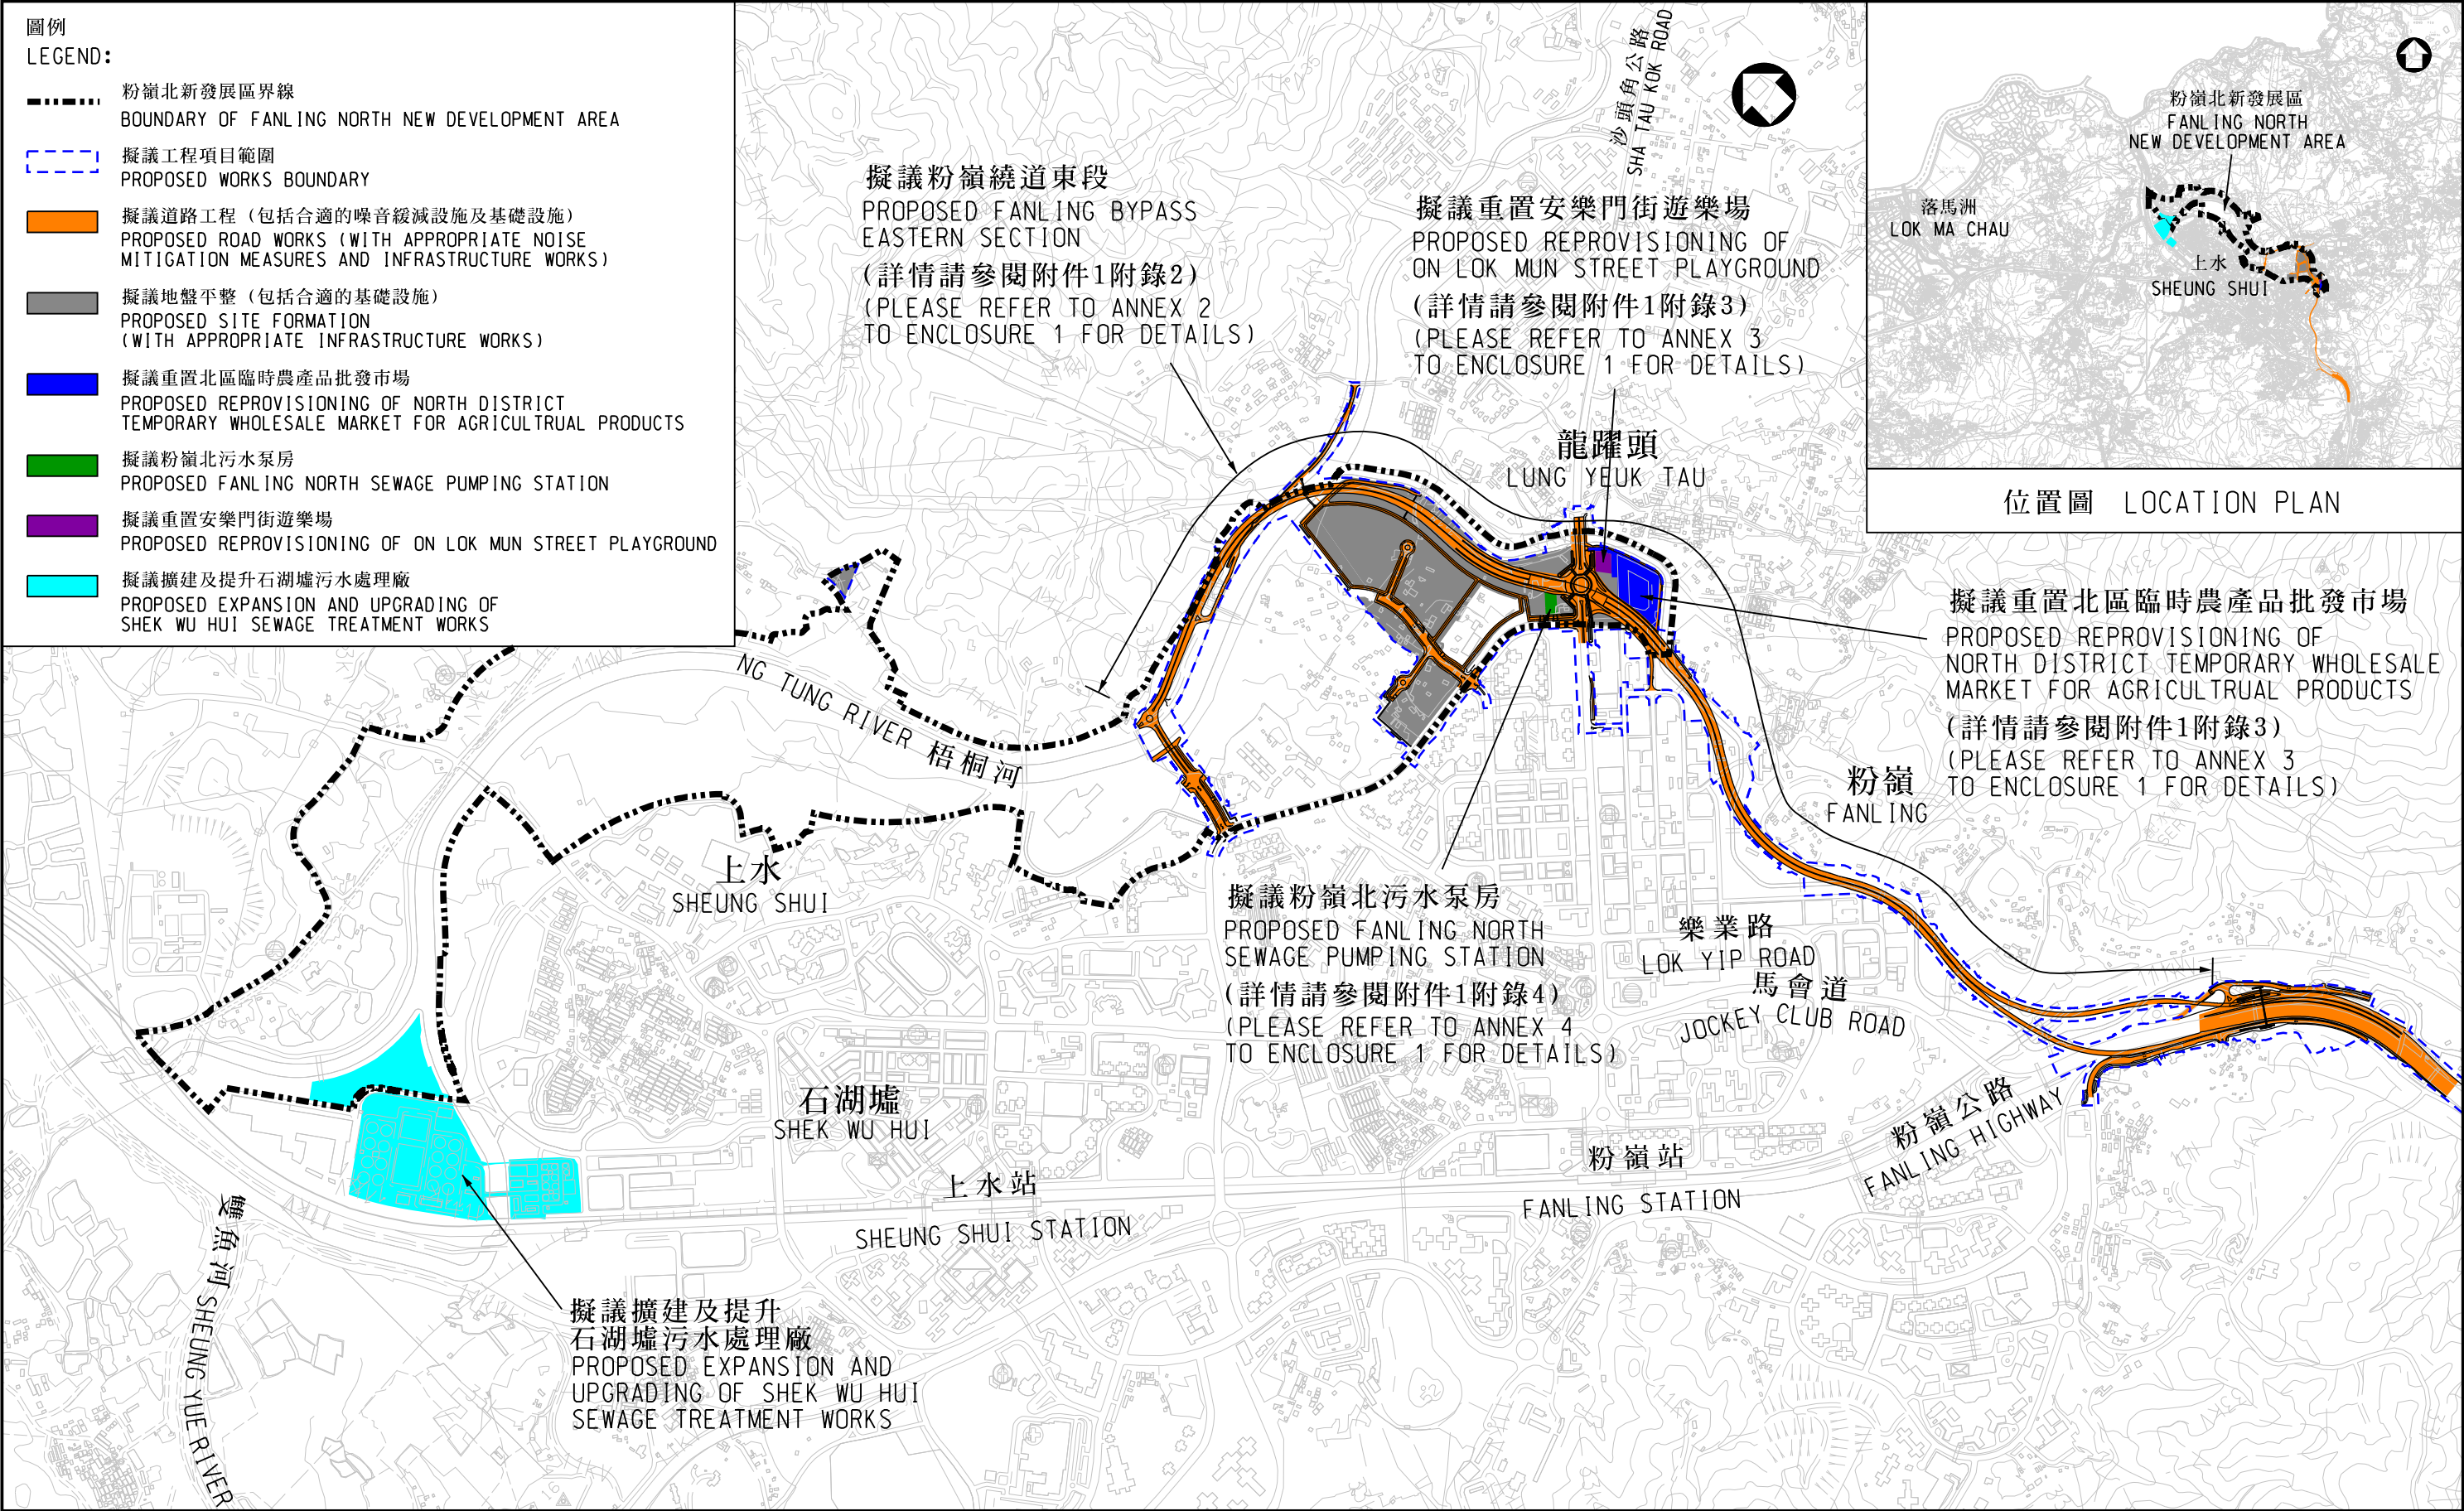 圖例
LEGEND:
粉嶺北新發展區界線
BOUNDARY OF FANLING NORTH NEW DEVELOPMENT AREA
擬議工程項目範圍
PROPOSED WORKS BOUNDARY
擬議道路工程 (包括合適的噪音緩減設施及基礎設施)
PROPOSED ROAD WORKS (WITH APPROPRIATE NOISE
MITIGATION MEASURES AND INFRASTRUCTURE WORKS)
擬議地盤平整 (包括合適的基礎設施)
PROPOSED SITE FORMATION
(WITH APPROPRIATE INFRASTRUCTURE WORKS)
擬議重置北區臨時農產品批發市場
PROPOSED REPROVISIONING OF NORTH DISTRICT
TEMPORARY WHOLESALE MARKET FOR AGRICULTRUAL PRODUCTS
擬議粉嶺北污水泵房
PROPOSED FANLING NORTH SEWAGE PUMPING STATION
擬議重置安樂門街遊樂場
PROPOSED REPROVISIONING OF ON LOK MUN STREET PLAYGROUND
擬議擴建及提升石湖墟污水處理廠
PROPOSED EXPANSION AND UPGRADING OF
SHEK WU HUI SEWAGE TREATMENT WORKS
擬議粉嶺繞道東段
PROPOSED FANLING BYPASS
EASTERN SECTION
(詳情請參閱附件1附錄2)
(PLEASE REFER TO ANNEX 2
TO ENCLOSURE 1 FOR DETAILS)
沙頭角公路
SHA TAU KOK ROAD
擬議重置安樂門街遊樂場
PROPOSED REPROVISIONING OF
ON LOK MUN STREET PLAYGROUND
(詳情請參閱附件1附錄3)
(PLEASE REFER TO ANNEX 3
TO ENCLOSURE 1 FOR DETAILS)
粉嶺北新發展區
FANLING NORTH
NEW DEVELOPMENT AREA
落馬洲
LOK MA CHAU
上水
SHEUNG SHUI
位置圖 LOCATION PLAN
龍躍頭
LUNG YEUK TAU
擬議重置北區臨時農產品批發市場
PROPOSED REPROVISIONING OF
NORTH DISTRICT TEMPORARY WHOLESALE
MARKET FOR AGRICULTRUAL PRODUCTS
(詳情請參閱附件1附錄3)
(PLEASE REFER TO ANNEX 3
TO ENCLOSURE 1 FOR DETAILS)
NG TUNG RIVER 梧桐河
粉嶺
FANLING
上水
SHEUNG SHUI
擬議粉嶺北污水泵房
PROPOSED FANLING NORTH
SEWAGE PUMPING STATION
(詳情請參閱附件1附錄4)
(PLEASE REFER TO ANNEX 4
TO ENCLOSURE 1 FOR DETAILS)
樂業路
LOK YIP ROAD
馬會道
JOCKEY CLUB ROAD
石湖墟
SHEK WU HUI
粉嶺公路
FANLING HIGHWAY
上水站
SHEUNG SHUI STATION
粉嶺站
FANLING STATION
雙魚河 SHEUNG YUE RIVER
擬議擴建及提升
石湖墟污水處理廠
PROPOSED EXPANSION AND
UPGRADING OF SHEK WU HUI
SEWAGE TREATMENT WORKS